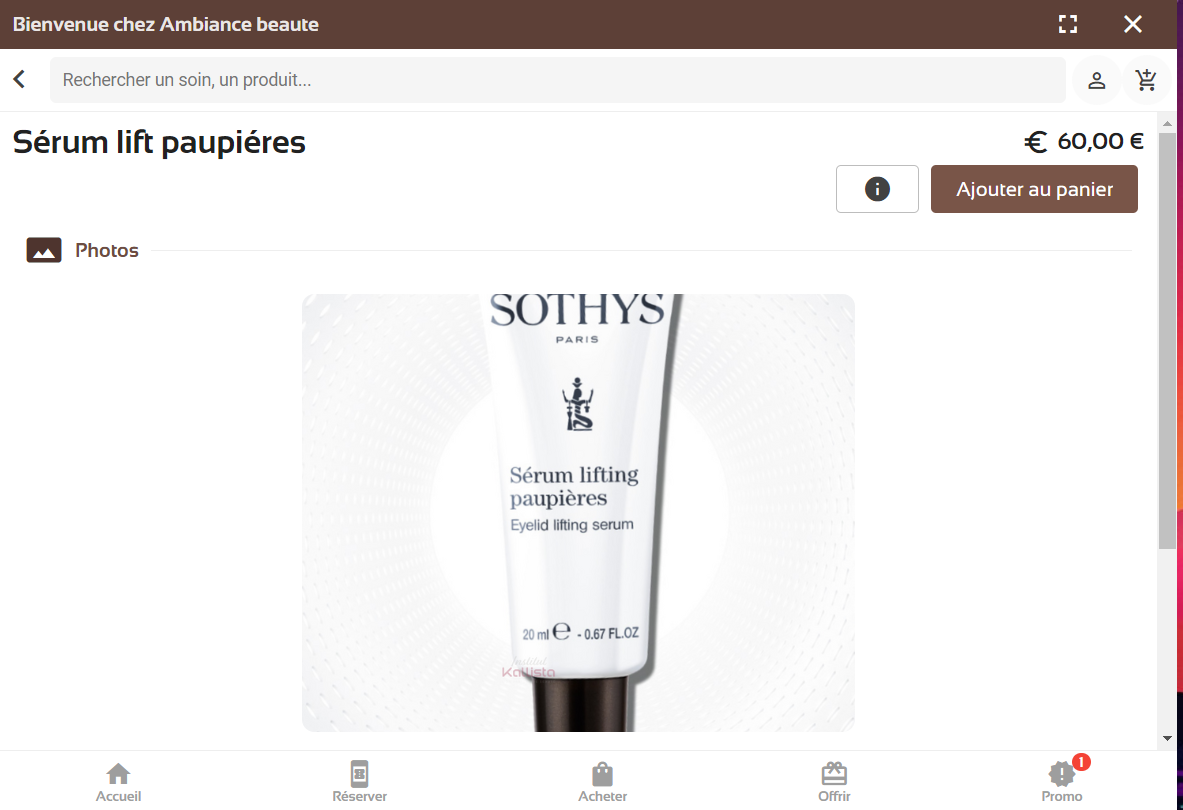 Bienvenue chez Ambiance beaute
Rechercher un soin, un produit...
Sérum lift paupiéres
€ 60,00 €
Ajouter au panier
Photos
SOTHYS
PARIS
Sérum lifting
paupières
Eyelid lifting serum
20 ml ℮ - 0.67 FL.OZ
Institut
Kallista
Accueil
Réserver
Acheter
Offrir
1
Promo